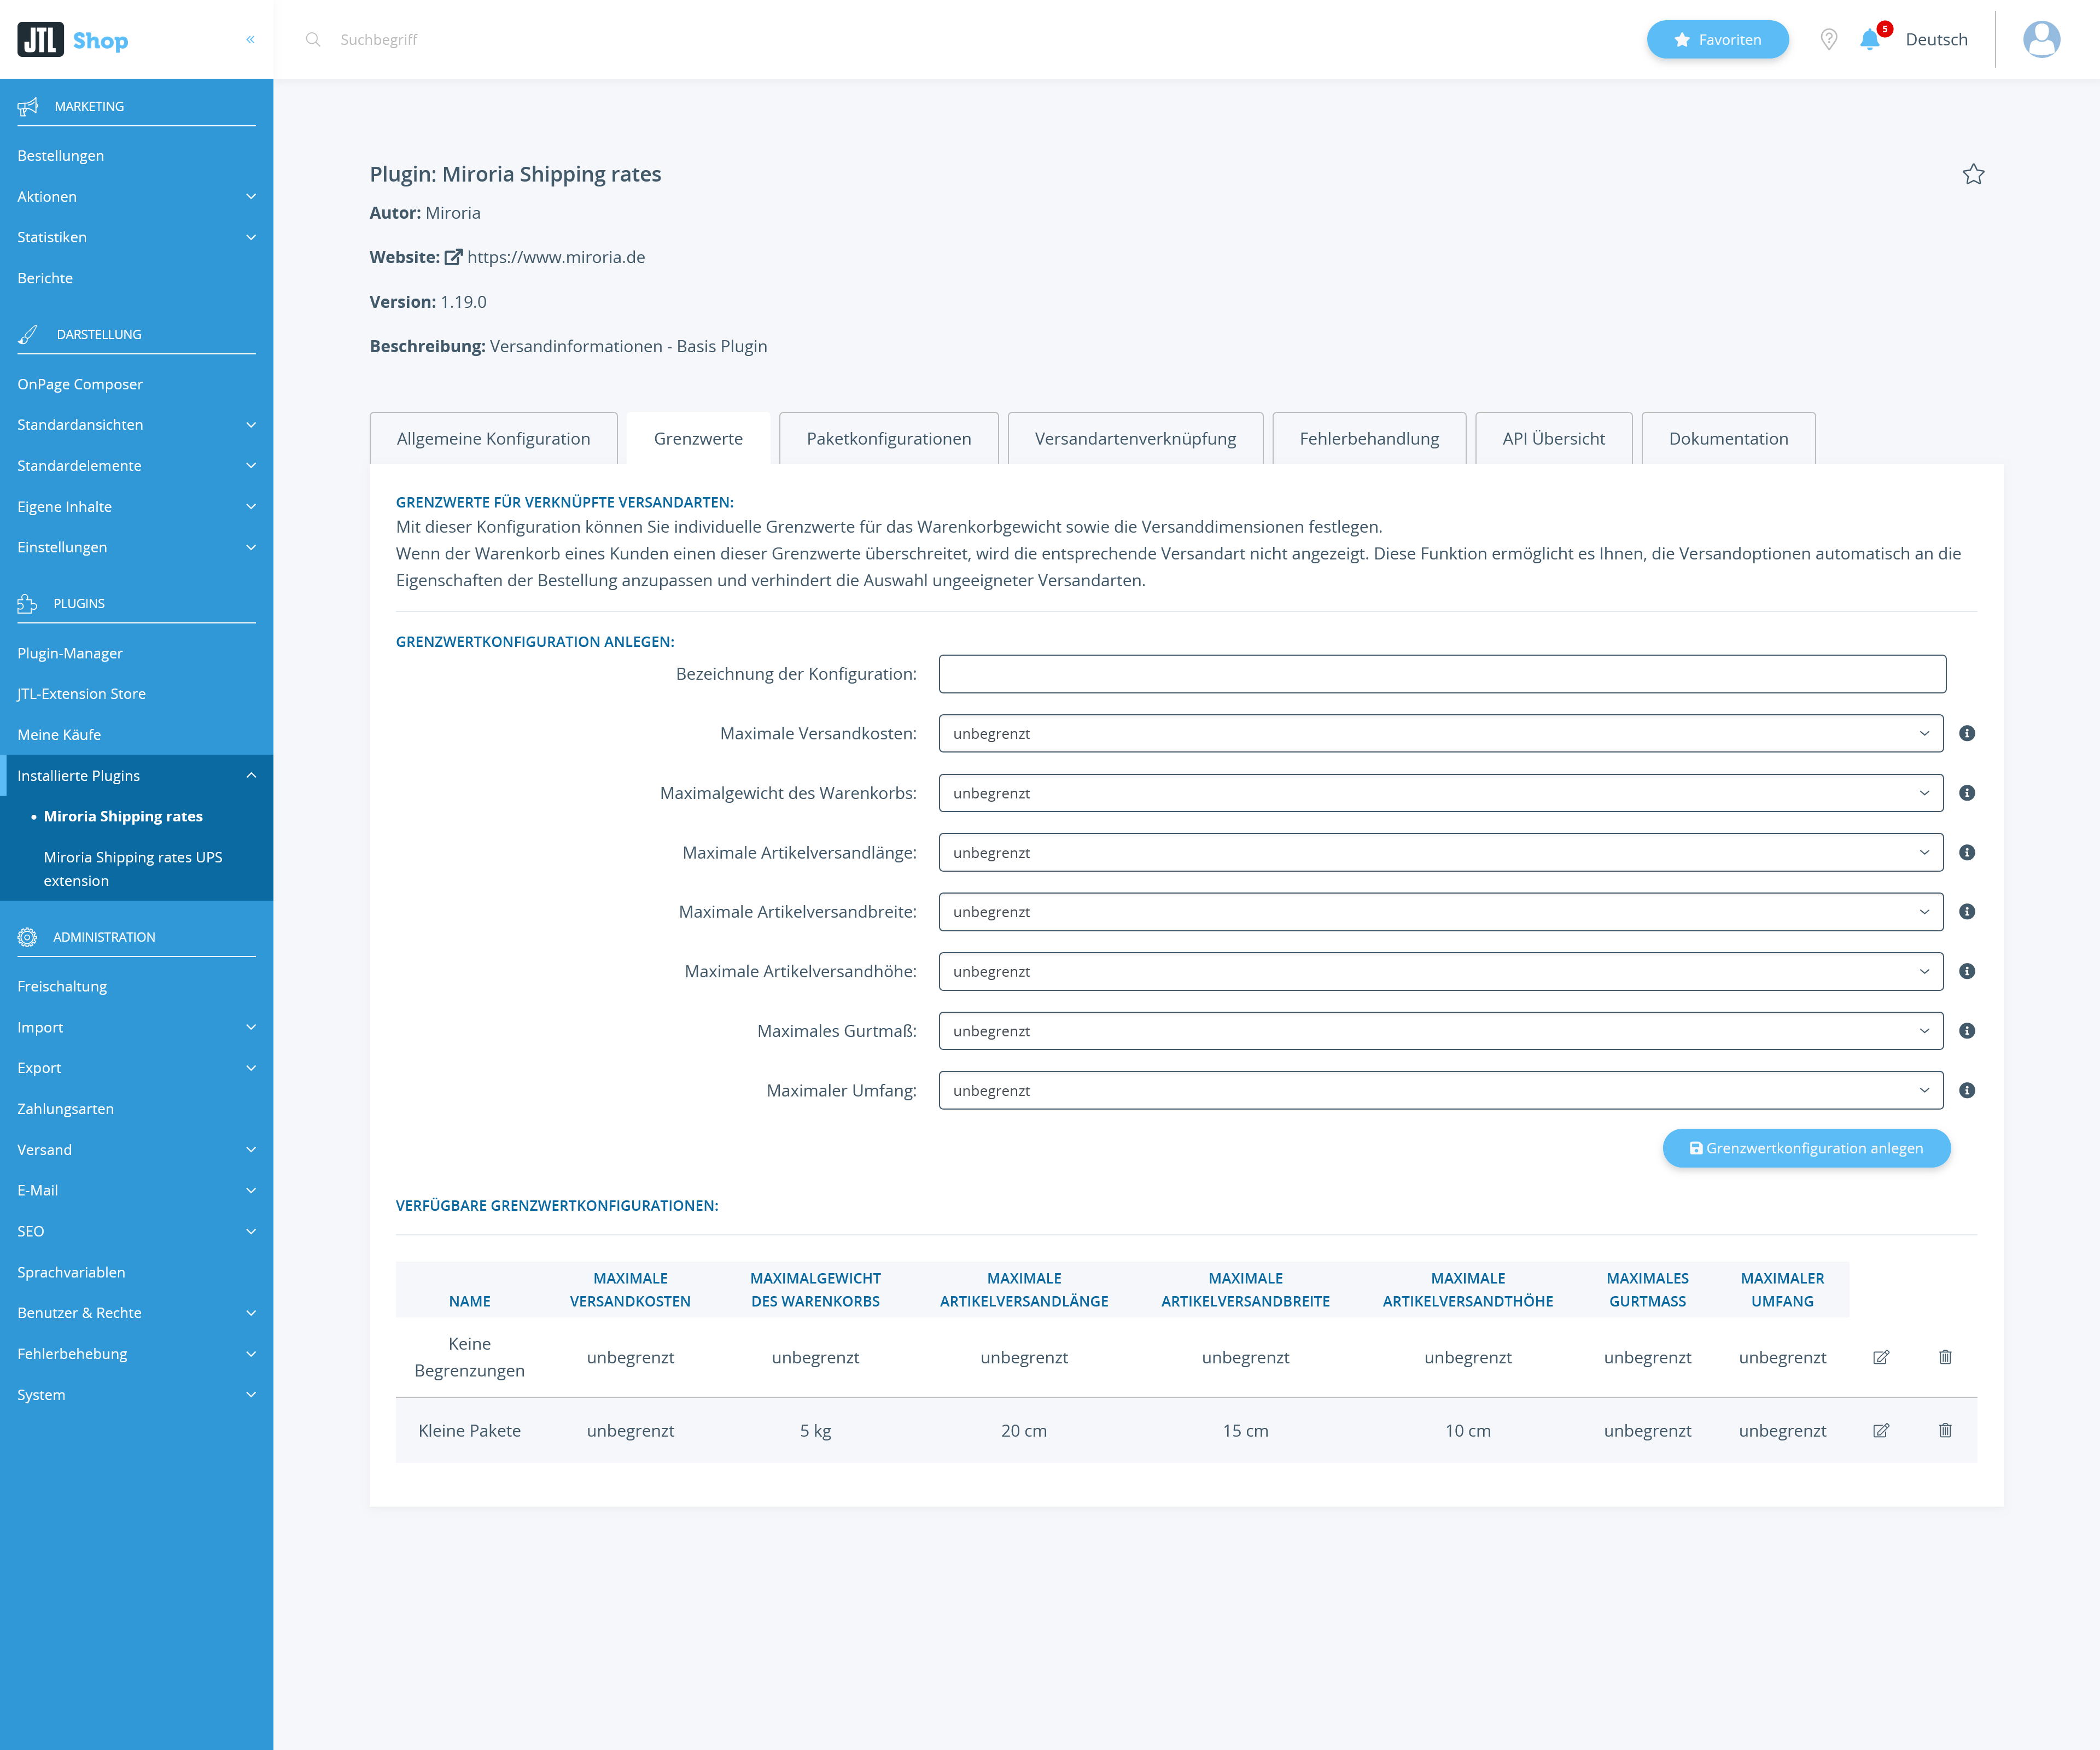 JTL Shop
Suchbegriff
Favoriten
5
Deutsch
MARKETING
Bestellungen
Aktionen
Statistiken
Berichte
DARSTELLUNG
OnPage Composer
Standardansichten
Standardelemente
Eigene Inhalte
Einstellungen
PLUGINS
Plugin-Manager
JTL-Extension Store
Meine Käufe
Installierte Plugins
Miroria Shipping rates
Miroria Shipping rates UPS
extension
ADMINISTRATION
Freischaltung
Import
Export
Zahlungsarten
Versand
E-Mail
SEO
Sprachvariablen
Benutzer & Rechte
Fehlerbehebung
System
Plugin: Miroria Shipping rates
Autor: Miroria
Website: https://www.miroria.de
Version: 1.19.0
Beschreibung: Versandinformationen - Basis Plugin
Allgemeine Konfiguration
Grenzwerte
Paketkonfigurationen
Versandartenverknüpfung
Fehlerbehandlung
API Übersicht
Dokumentation
GRENZWERTE FÜR VERKNÜPFTE VERSANDARTEN:
Mit dieser Konfiguration können Sie individuelle Grenzwerte für das Warenkorbgewicht sowie die Versanddimensionen festlegen.
Wenn der Warenkorb eines Kunden einen dieser Grenzwerte überschreitet, wird die entsprechende Versandart nicht angezeigt. Diese Funktion ermöglicht es Ihnen, die Versandoptionen automatisch an die
Eigenschaften der Bestellung anzupassen und verhindert die Auswahl ungeeigneter Versandarten.
GRENZWERTKONFIGURATION ANLEGEN:
Bezeichnung der Konfiguration:
Maximale Versandkosten: unbegrenzt
Maximalgewicht des Warenkorbs: unbegrenzt
Maximale Artikelversandlänge: unbegrenzt
Maximale Artikelversandbreite: unbegrenzt
Maximale Artikelversandhöhe: unbegrenzt
Maximales Gurtmaß: unbegrenzt
Maximaler Umfang: unbegrenzt
Grenzwertkonfiguration anlegen
VERFÜGBARE GRENZWERTKONFIGURATIONEN:
NAME
MAXIMALE
VERSANDKOSTEN
MAXIMALGEWICHT
DES WARENKORBS
MAXIMALE
ARTIKELVERSANDLÄNGE
MAXIMALE
ARTIKELVERSANDBREITE
MAXIMALE
ARTIKELVERSANDTHÖHE
MAXIMALES
GURTMASS
MAXIMALER
UMFANG
Keine
Begrenzungen
unbegrenzt unbegrenzt unbegrenzt unbegrenzt unbegrenzt unbegrenzt unbegrenzt
Kleine Pakete unbegrenzt 5 kg 20 cm 15 cm 10 cm unbegrenzt unbegrenzt